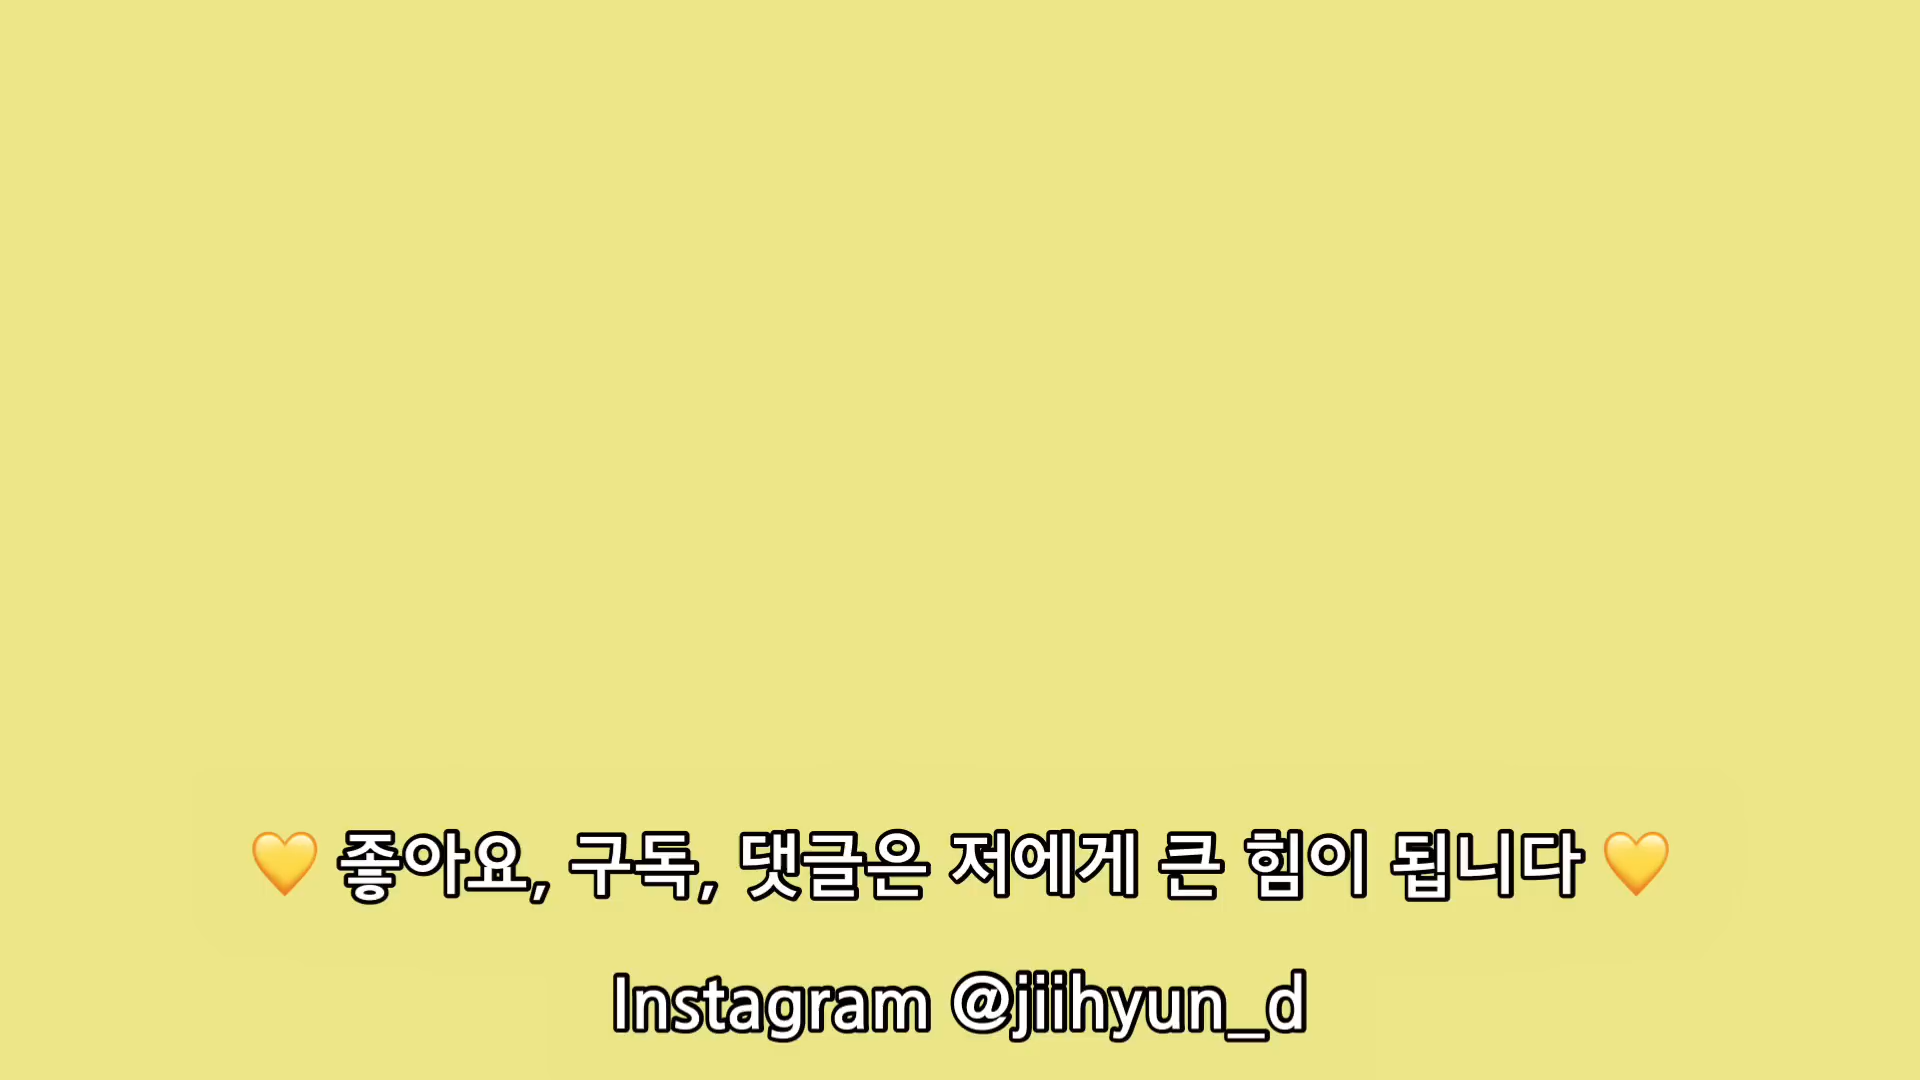 💛 좋아요, 구독, 댓글은 저에게 큰 힘이 됩니다 💛
Instagram @jiihyun_d